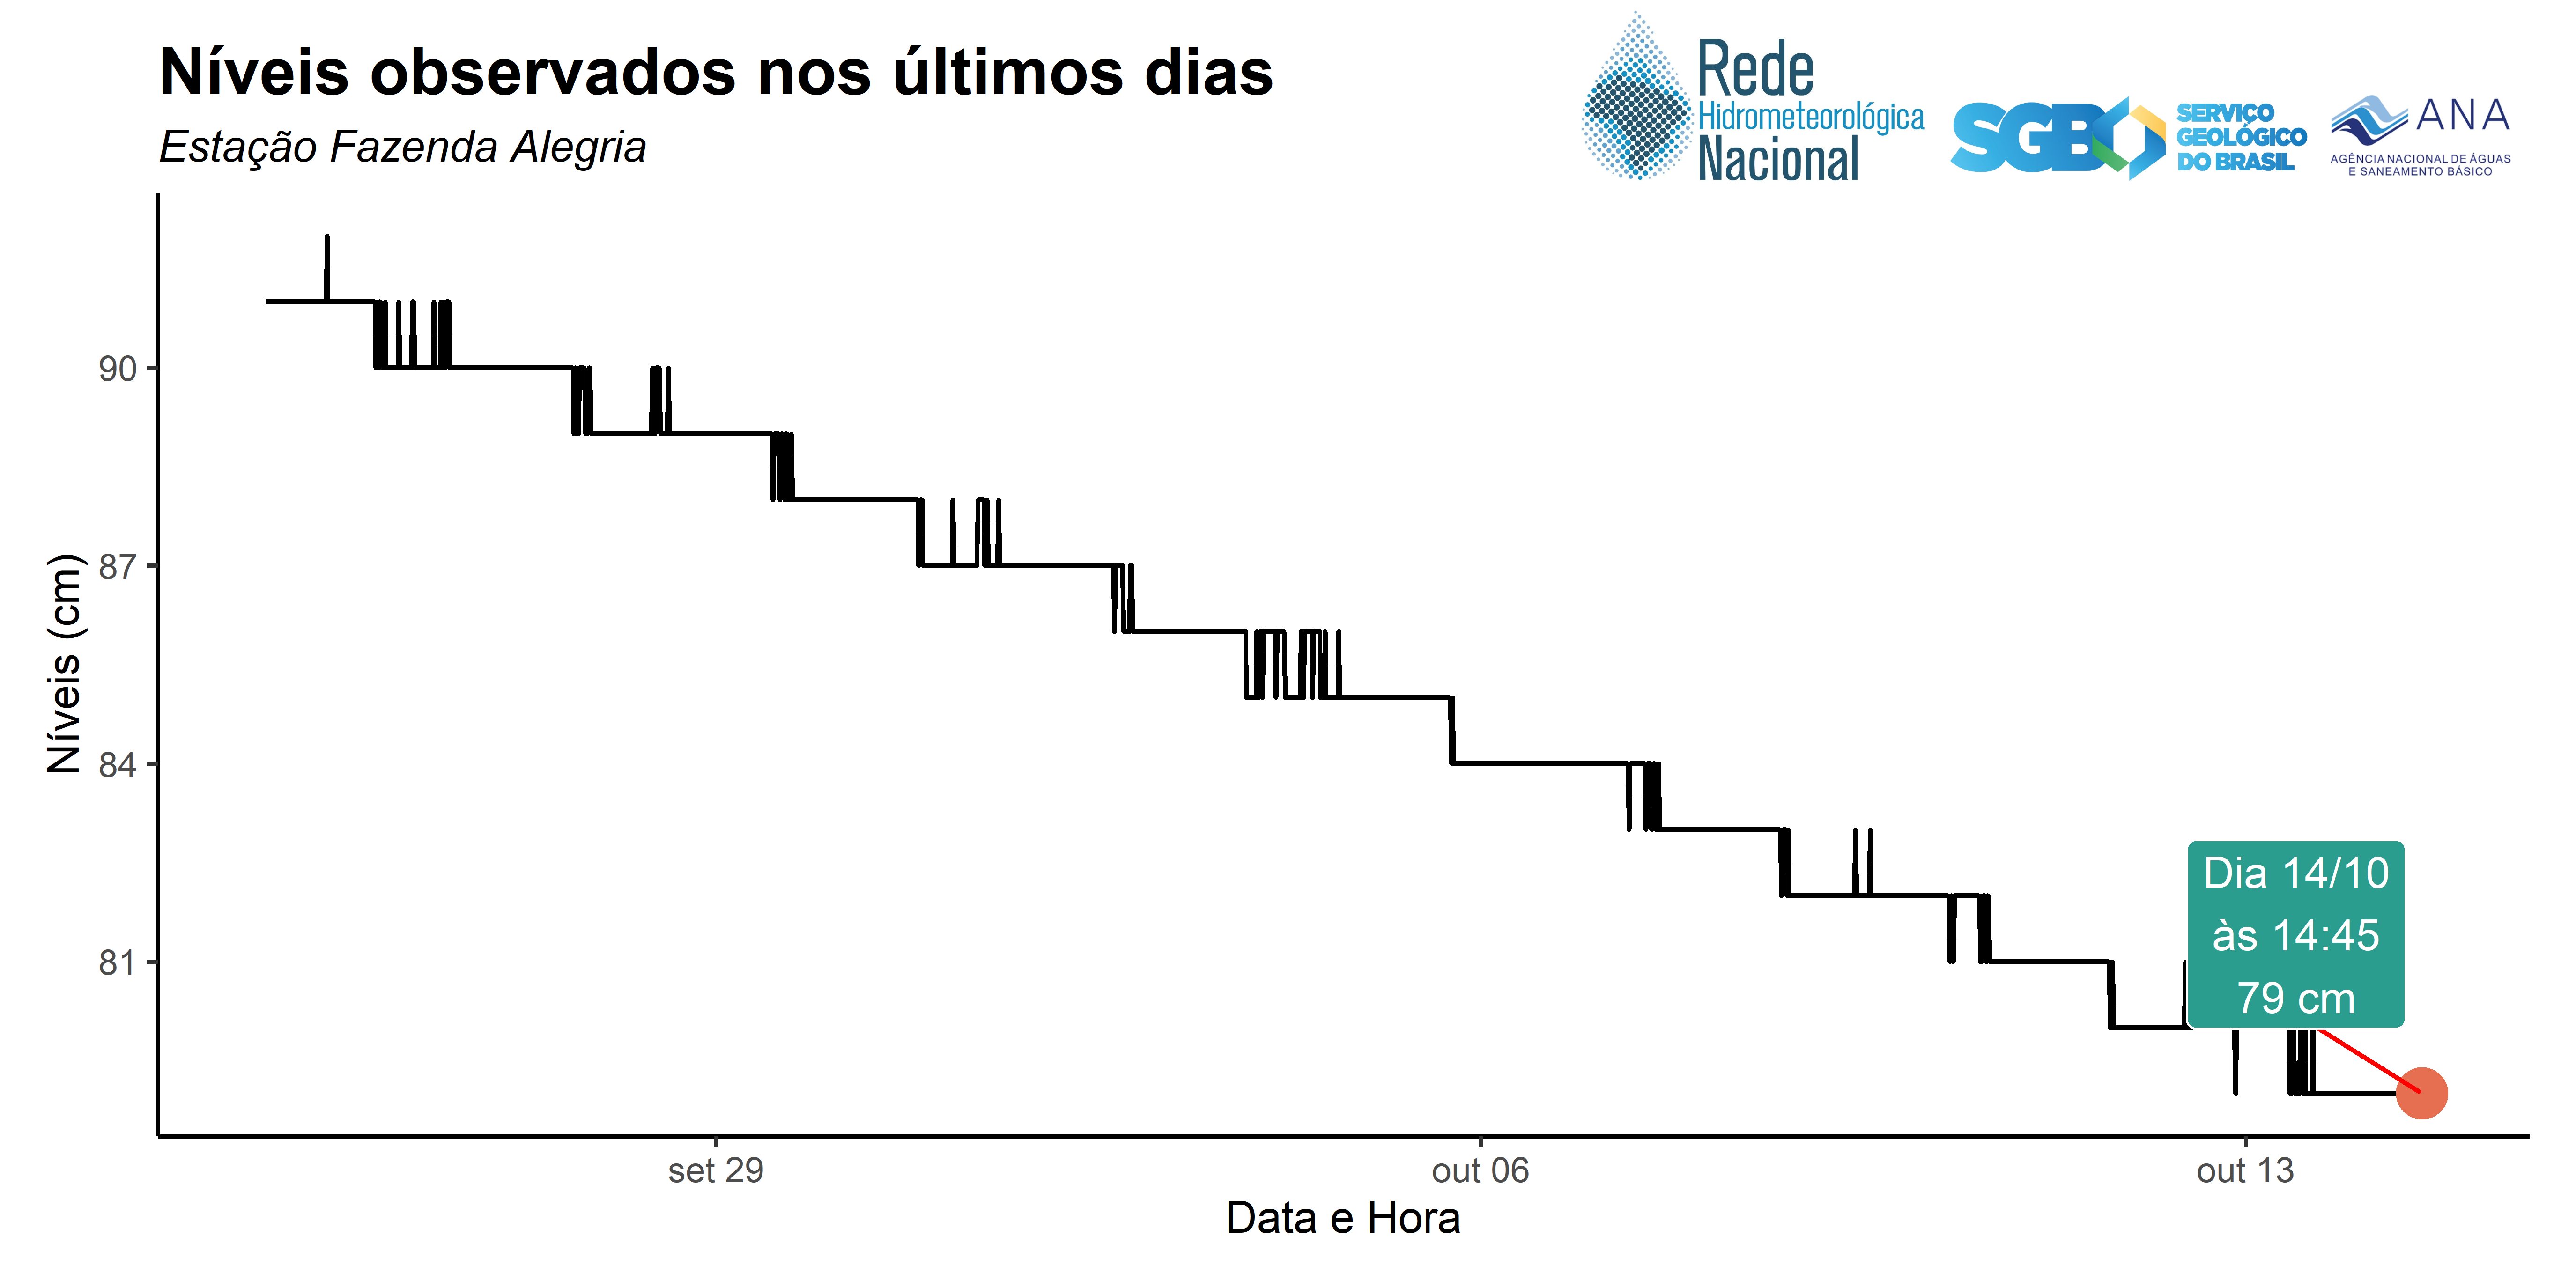 Níveis observados nos últimos dias
Estação Fazenda Alegria
Rede
Hidrometeorológica
Nacional
SGB
SERVIÇO
GEOLÓGICO
DO BRASIL
ANA
AGÊNCIA NACIONAL DE ÁGUAS
E SANEAMENTO BÁSICO
Níveis (cm)
90
87
84
81
Dia 14/10
às 14:45
79 cm
set 29
out 06
out 13
Data e Hora